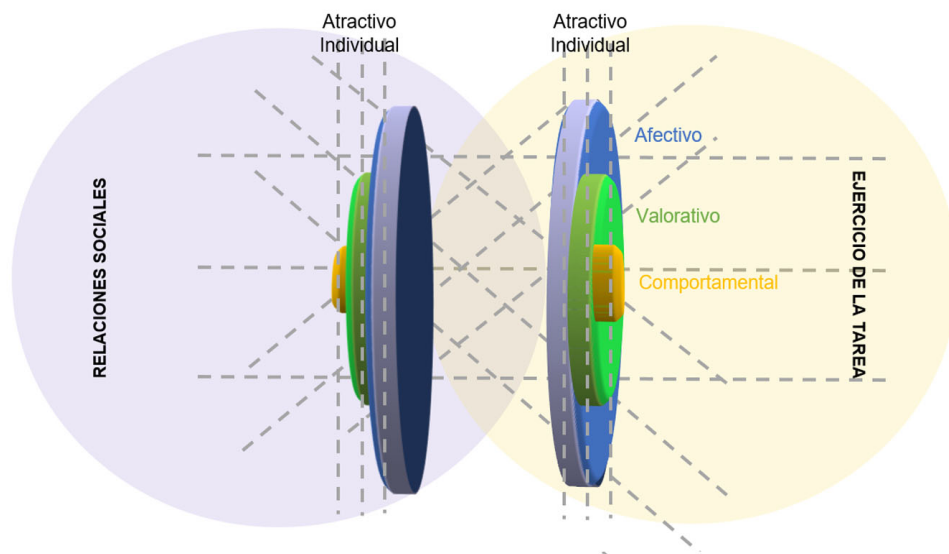 Atractivo
Individual
Atractivo
Individual
Afectivo
Valorativo
Comportamental
RELACIONES SOCIALES
EJERCICIO DE LA TAREA